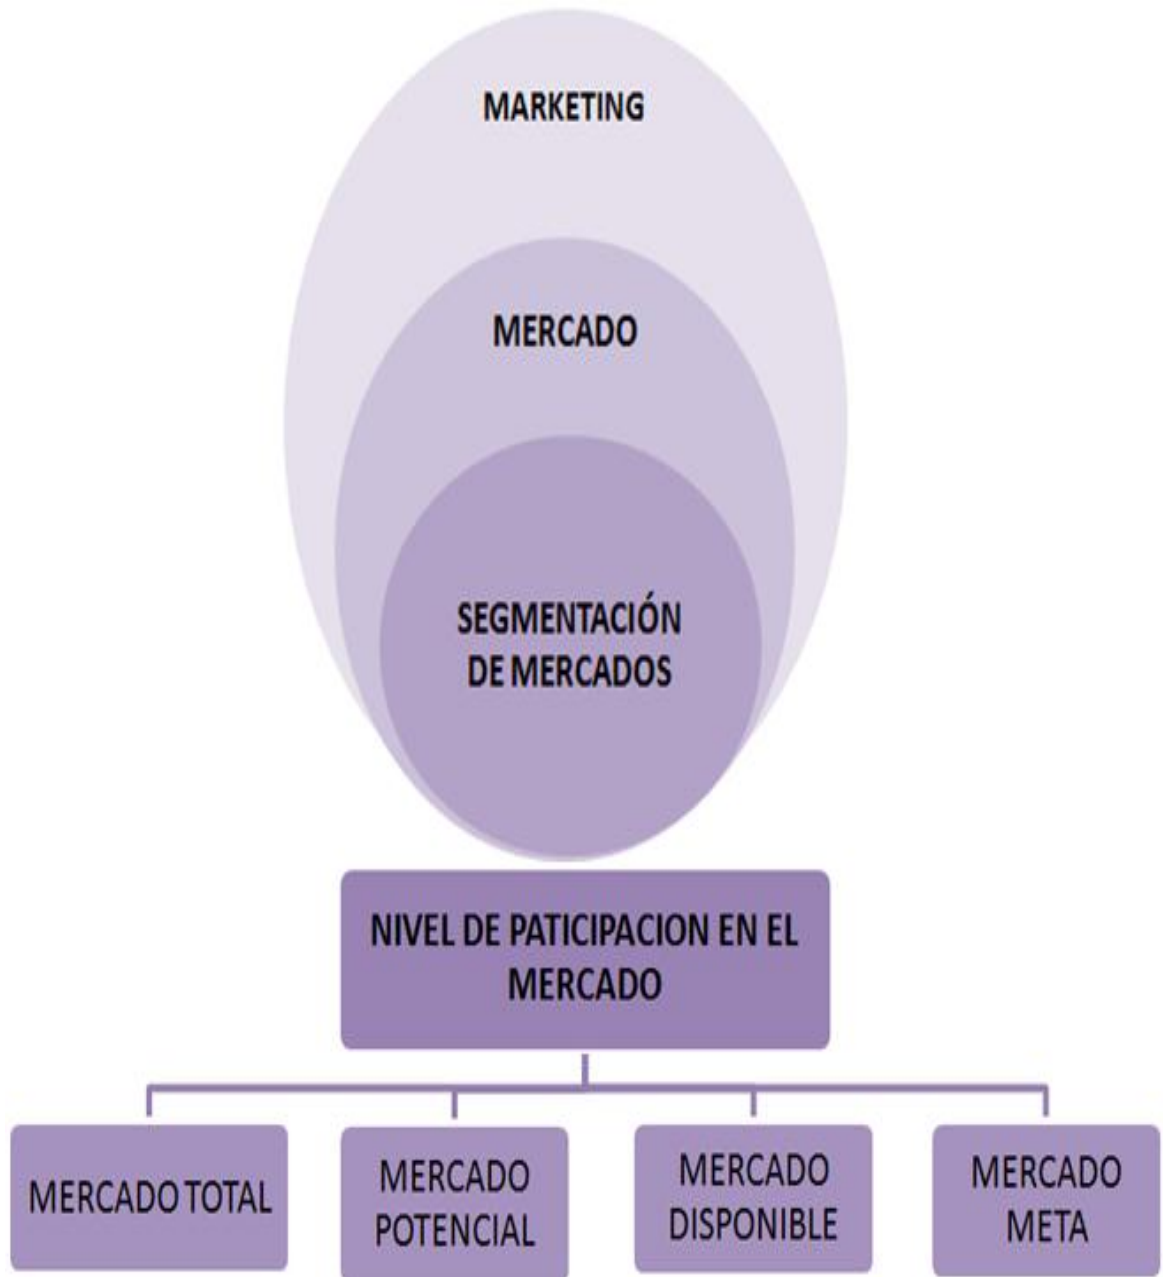 MARKETING
MERCADO
SEGMENTACIÓN
DE MERCADOS
NIVEL DE PATICIPACION EN EL
MERCADO
MERCADO TOTAL
MERCADO
POTENCIAL
MERCADO
DISPONIBLE
MERCADO
META